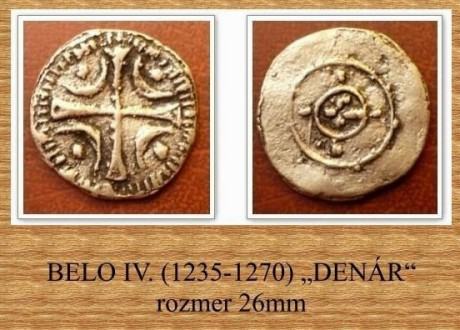 BELO IV. (1235-1270) „DENÁR“
rozmer 26mm